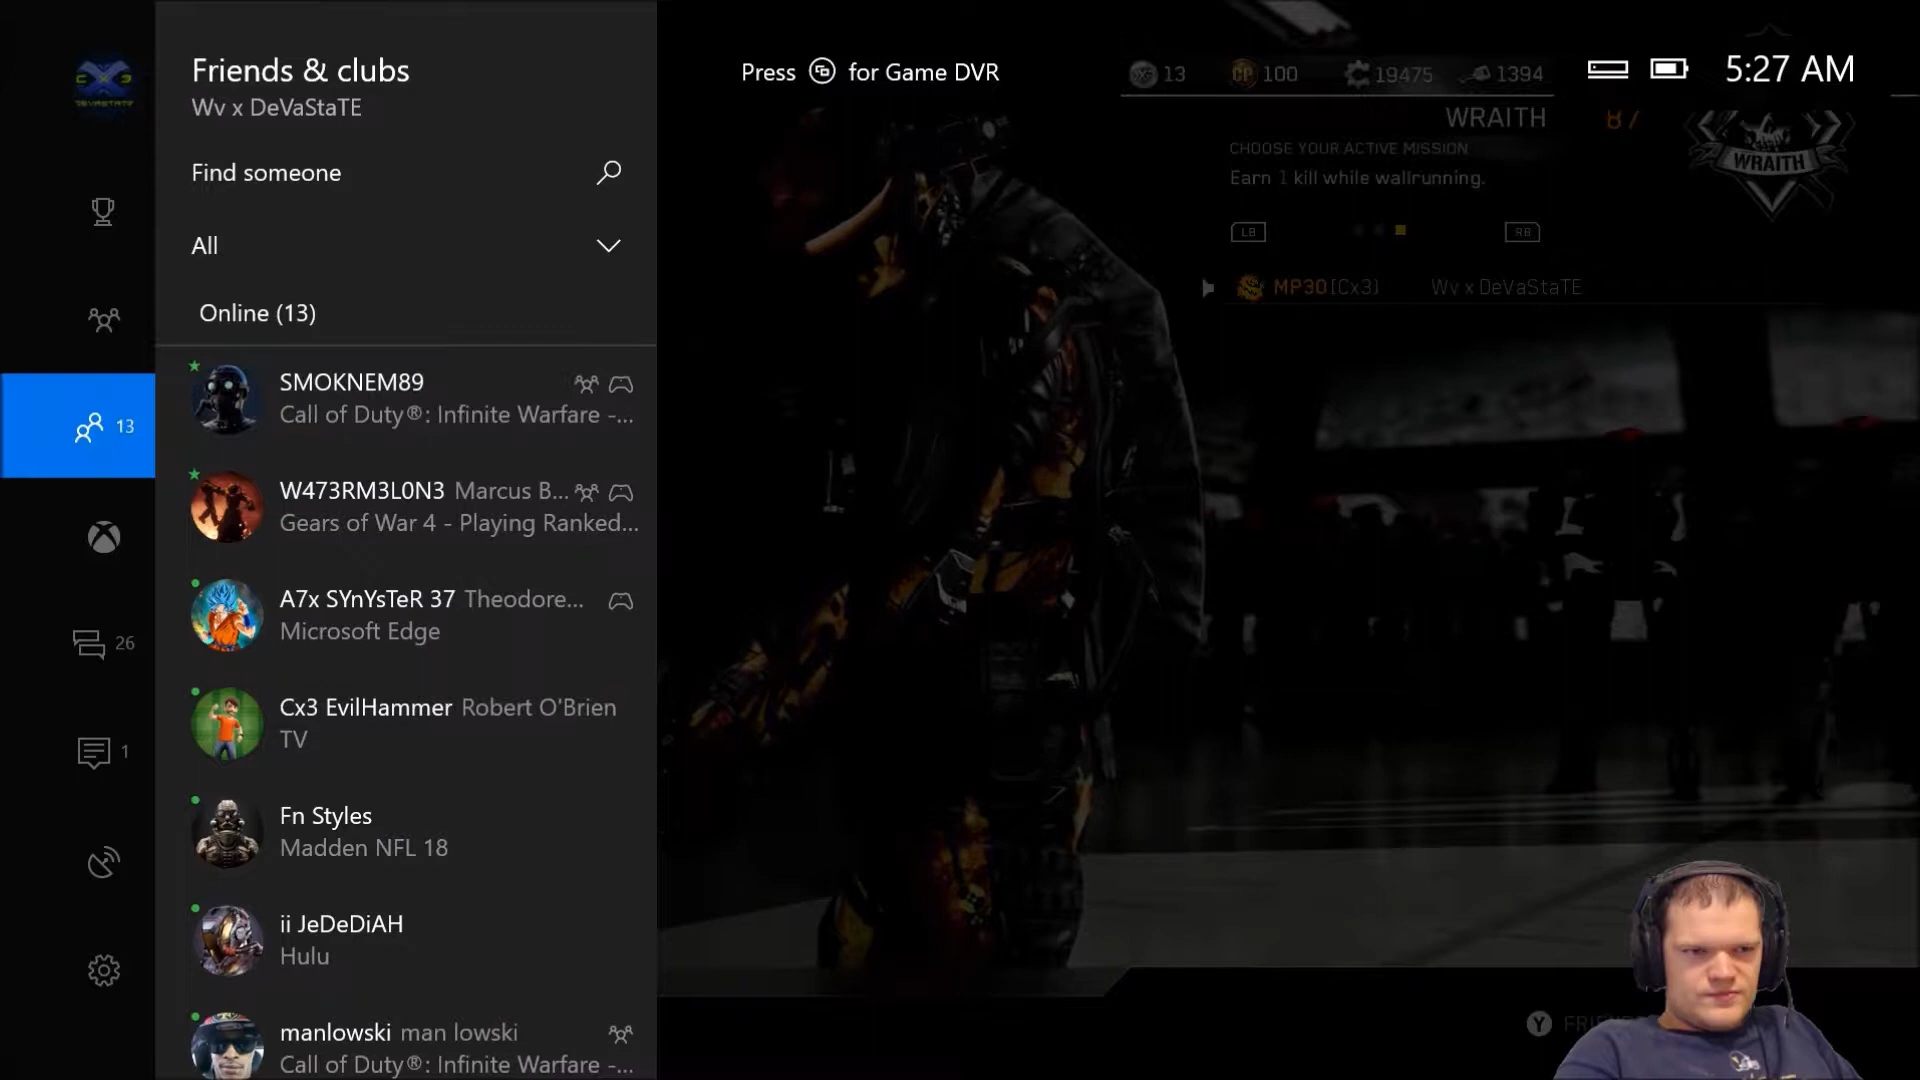 Friends & clubs
Wv x DeVaStaTE
Find someone
All
Online (13)
SMOKNEM89
Call of Duty®: Infinite Warfare -...
W473RM3L0N3 Marcus B...
Gears of War 4 - Playing Ranked...
A7x SYnYsTeR 37 Theodore...
Microsoft Edge
Cx3 EvilHammer Robert O'Brien
TV
Fn Styles
Madden NFL 18
ii JeDeDiAH
Hulu
manlowski man lowski
Call of Duty®: Infinite Warfare -...
CX3
DEVASTATE
13
26
1
Press for Game DVR
13
CP 100
19475
1394
5:27 AM
WRAITH
CHOOSE YOUR ACTIVE MISSION
Earn 1 kill while wallrunning.
LB
RB
WRAITH
MP30 [Cx3] Wv x DeVaStaTE
Y